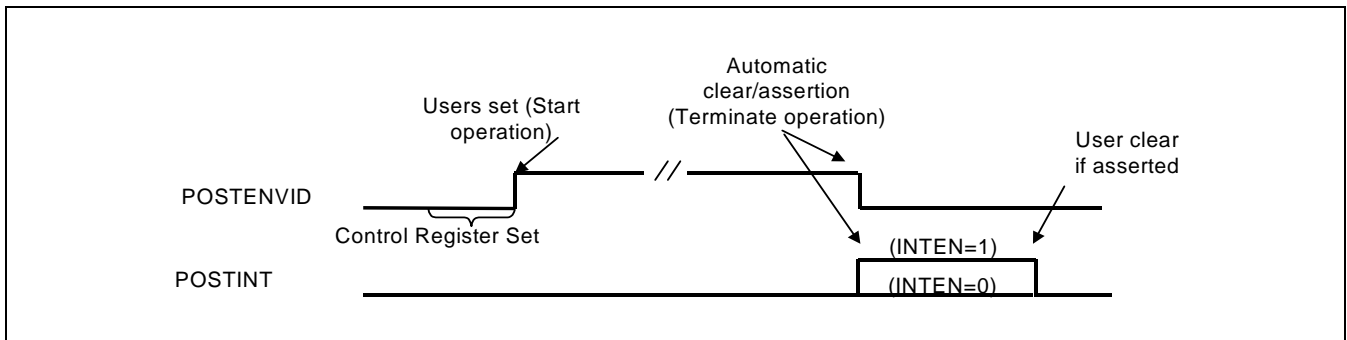 Automatic
clear/assertion
(Terminate operation)
Users set (Start
operation)
User clear
if asserted
POSTENVID
Control Register Set
(INTEN=1)
POSTINT
(INTEN=0)